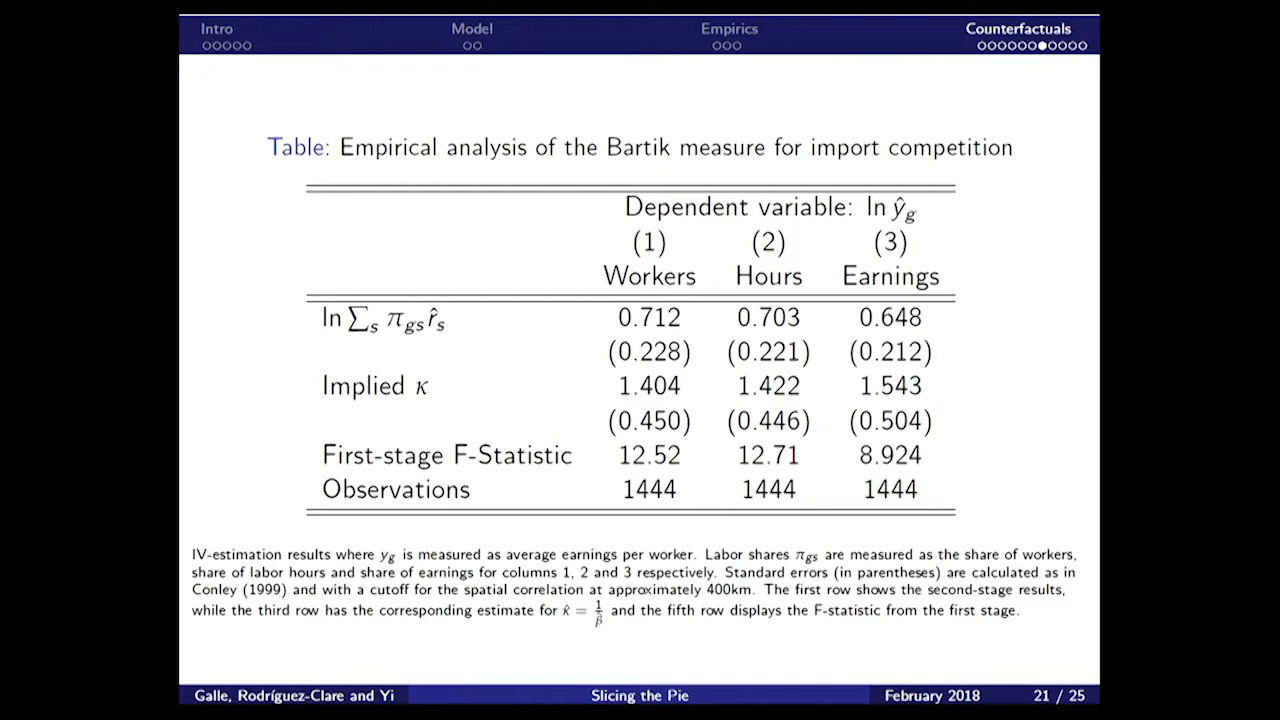 Intro Model Empirics Counterfactuals
Table: Empirical analysis of the Bartik measure for import competition
Dependent variable: ln ŷg
(1) (2) (3)
Workers Hours Earnings
ln ∑s πgs r̂s 0.712 0.703 0.648
(0.228) (0.221) (0.212)
Implied κ 1.404 1.422 1.543
(0.450) (0.446) (0.504)
First-stage F-Statistic 12.52 12.71 8.924
Observations 1444 1444 1444
IV-estimation results where yg is measured as average earnings per worker. Labor shares πgs are measured as the share of workers,
share of labor hours and share of earnings for columns 1, 2 and 3 respectively. Standard errors (in parentheses) are calculated as in
Conley (1999) and with a cutoff for the spatial correlation at approximately 400km. The first row shows the second-stage results,
while the third row has the corresponding estimate for κ̂ = 1/β̂ and the fifth row displays the F-statistic from the first stage.
Galle, Rodríguez-Clare and Yi Slicing the Pie February 2018 21 / 25